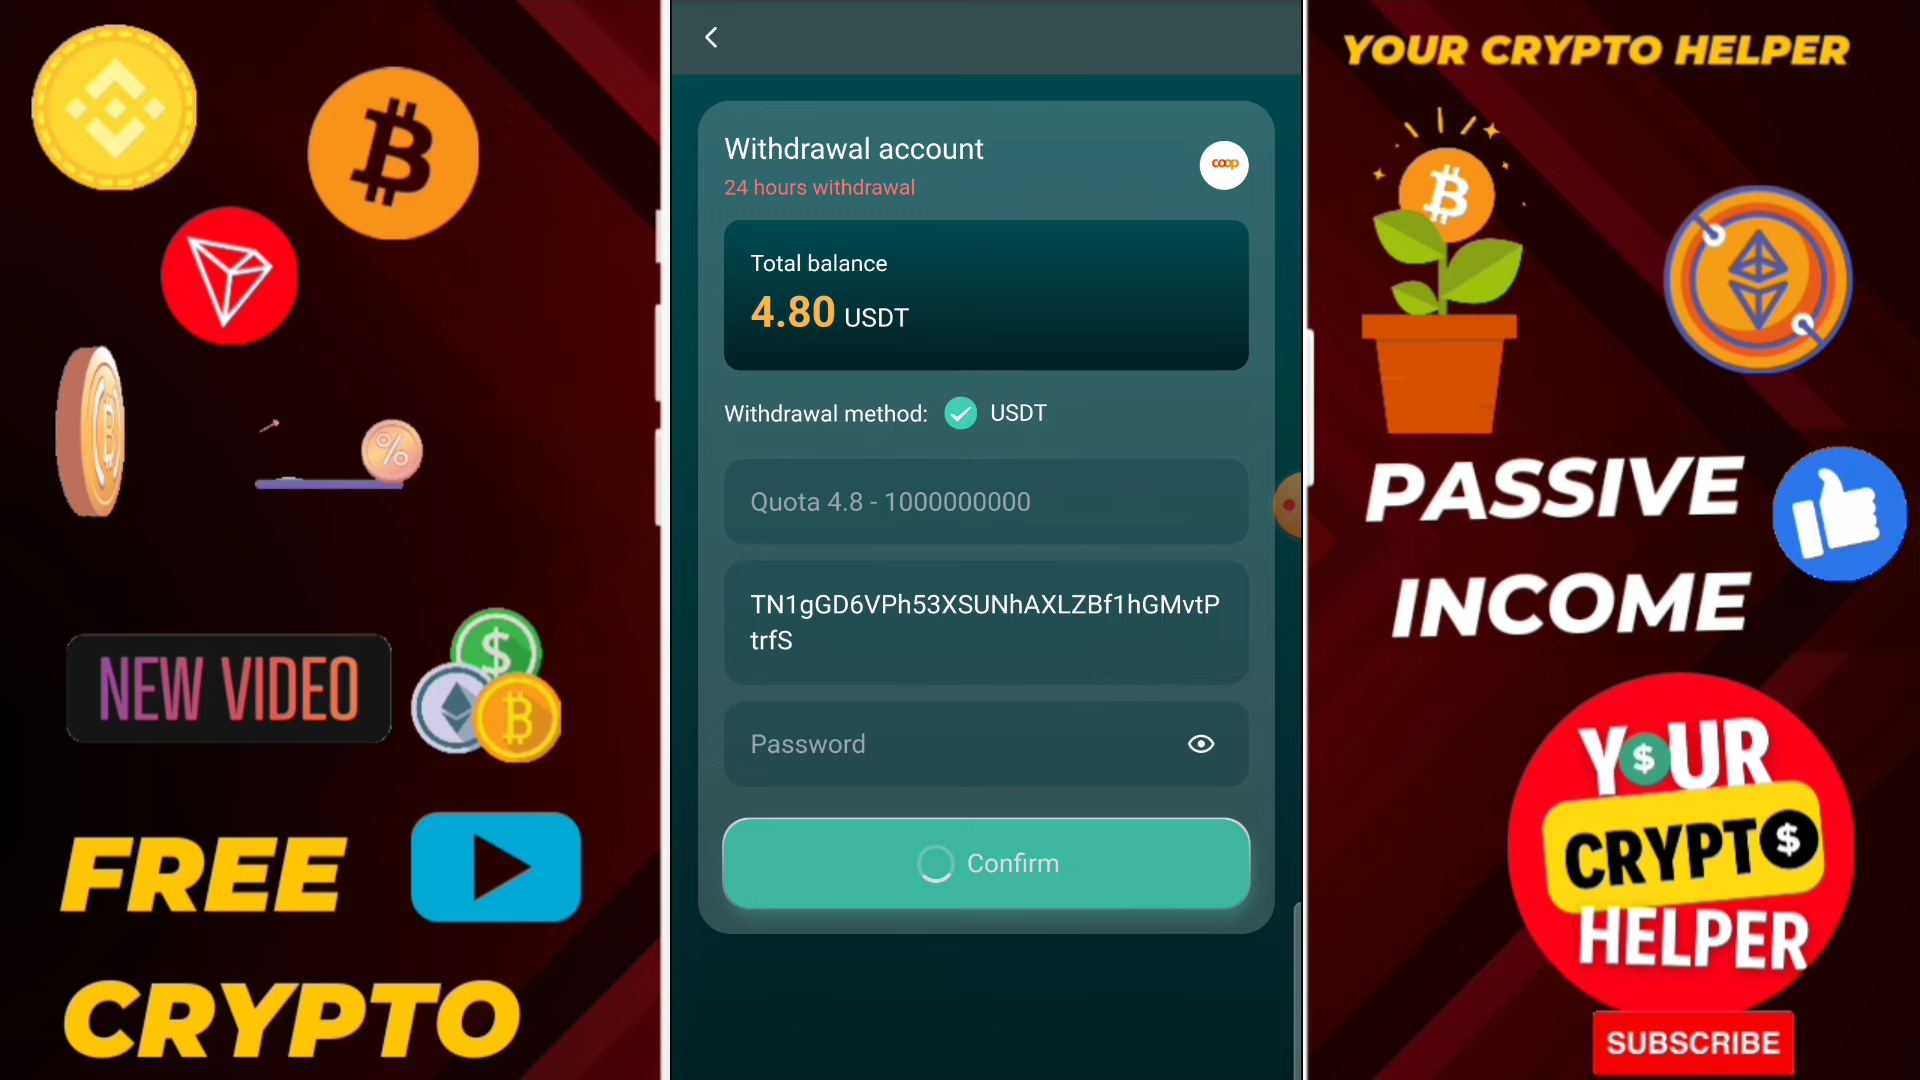 YOUR CRYPTO HELPER
Withdrawal account
24 hours withdrawal
coop
Total balance
4.80 USDT
Withdrawal method: USDT
Quota 4.8 - 1000000000
TN1gGD6VPh53XSUNhAXLZBf1hGMvtP
trfS
Password
Confirm
%
NEW VIDEO
FREE
CRYPTO
PASSIVE
INCOME
YOUR
CRYPTO
HELPER
SUBSCRIBE